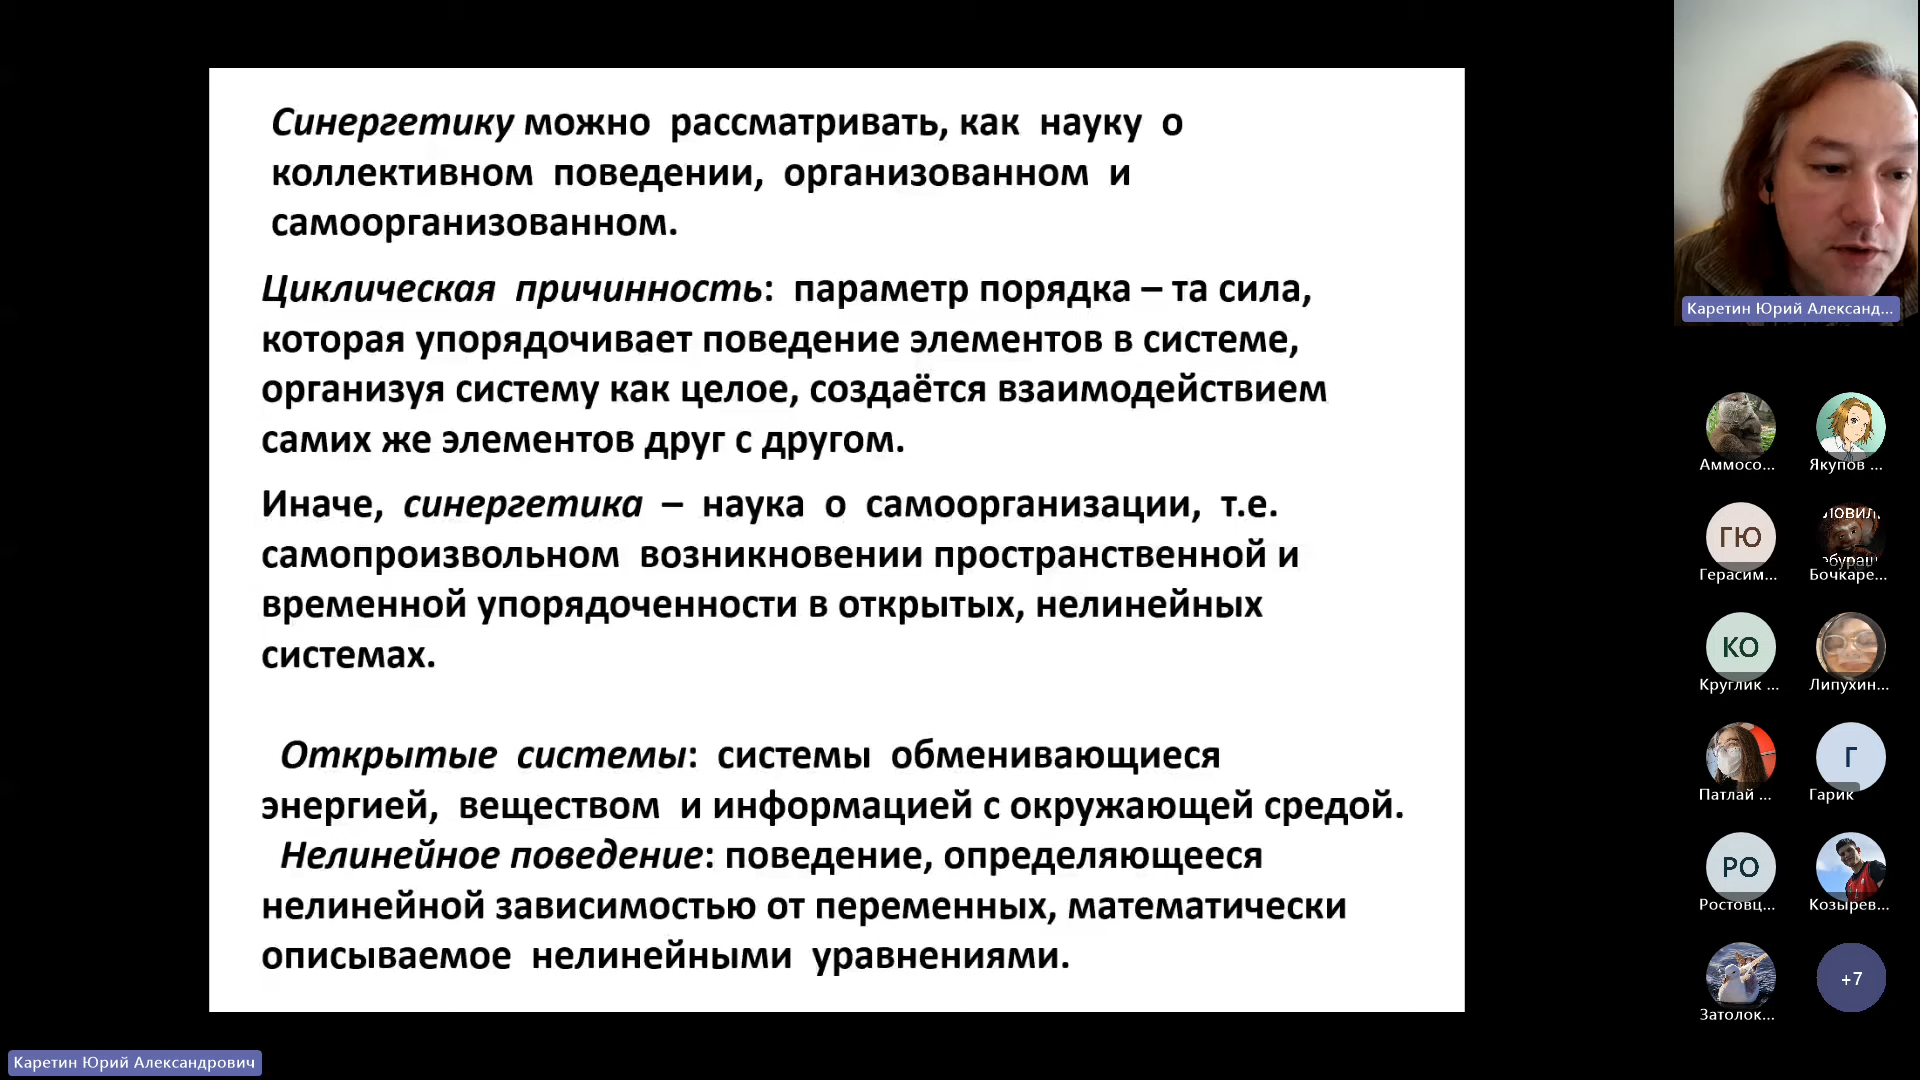 Синергетику можно рассматривать, как науку о
коллективном поведении, организованном и
самоорганизованном.
Циклическая причинность: параметр порядка – та сила,
которая упорядочивает поведение элементов в системе,
организуя систему как целое, создаётся взаимодействием
самих же элементов друг с другом.
Иначе, синергетика – наука о самоорганизации, т.е.
самопроизвольном возникновении пространственной и
временной упорядоченности в открытых, нелинейных
системах.
Открытые системы: системы обменивающиеся
энергией, веществом и информацией с окружающей средой.
Нелинейное поведение: поведение, определяющееся
нелинейной зависимостью от переменных, математически
описываемое нелинейными уравнениями.
Каретин Юрий Александрович
Каретин Юрий Александ...
Аммосо...
Якупов ...
ГЮ
Герасим...
Бочкаре...
КО
Круглик ...
Липухин...
Патлай ...
Г
Гарик
РО
Ростовц...
Козырев...
Затолок...
+7